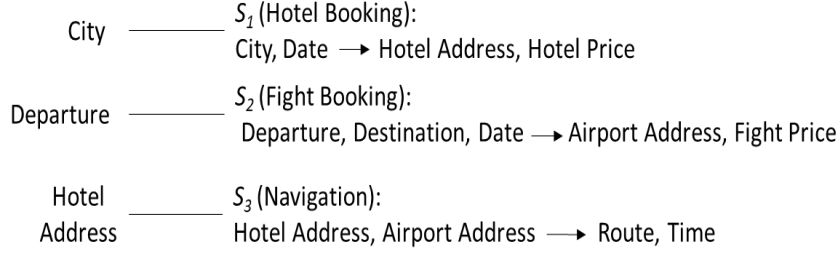 City
S1 (Hotel Booking):
City, Date → Hotel Address, Hotel Price
Departure
S2 (Fight Booking):
Departure, Destination, Date → Airport Address, Fight Price
Hotel
Address
S3 (Navigation):
Hotel Address, Airport Address → Route, Time